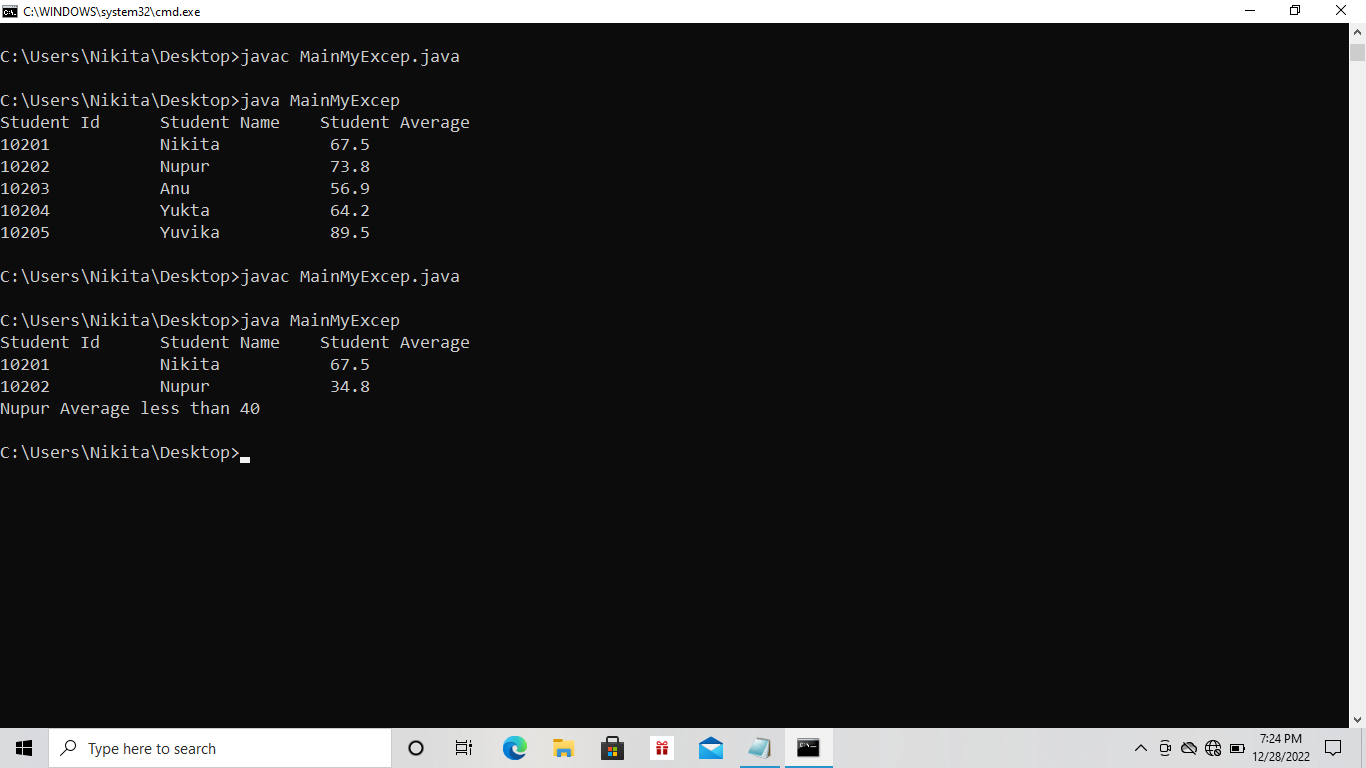 C:\WINDOWS\system32\cmd.exe
C:\Users\Nikita\Desktop>javac MainMyExcep.java
C:\Users\Nikita\Desktop>java MainMyExcep
Student Id      Student Name    Student Average
10201           Nikita           67.5
10202           Nupur            73.8
10203           Anu              56.9
10204           Yukta            64.2
10205           Yuvika           89.5
C:\Users\Nikita\Desktop>javac MainMyExcep.java
C:\Users\Nikita\Desktop>java MainMyExcep
Student Id      Student Name    Student Average
10201           Nikita           67.5
10202           Nupur            34.8
Nupur Average less than 40
C:\Users\Nikita\Desktop>
Type here to search
7:24 PM
12/28/2022